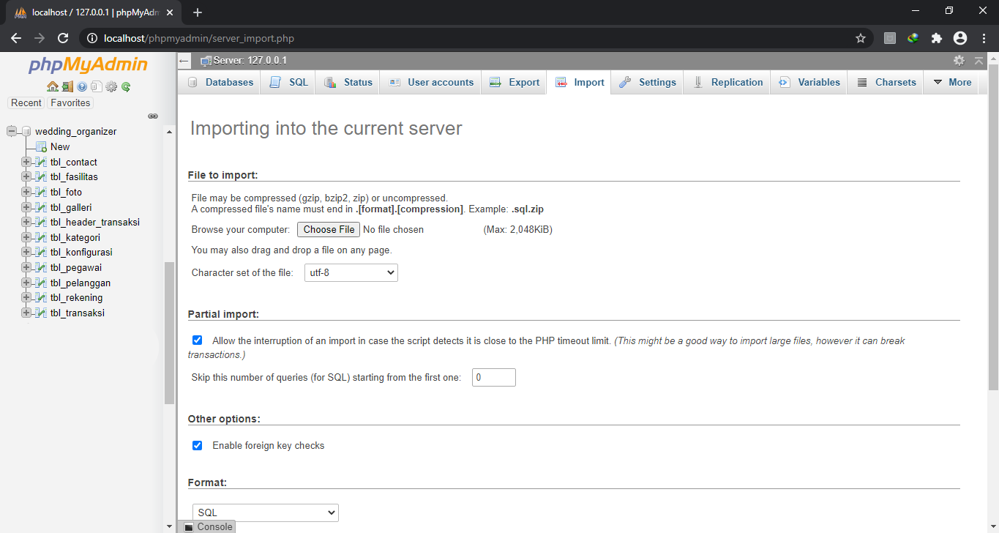 localhost / 127.0.0.1 | phpMyAdm
localhost/phpmyadmin/server_import.php
phpMyAdmin
Recent Favorites
wedding_organizer
New
tbl_contact
tbl_fasilitas
tbl_foto
tbl_galleri
tbl_header_transaksi
tbl_kategori
tbl_konfigurasi
tbl_pegawai
tbl_pelanggan
tbl_rekening
tbl_transaksi
Server: 127.0.0.1
Databases SQL Status User accounts Export Import Settings Replication Variables Charsets More
Importing into the current server
File to import:
File may be compressed (gzip, bzip2, zip) or uncompressed.
A compressed file's name must end in .[format].[compression]. Example: .sql.zip
Browse your computer: Choose File No file chosen (Max: 2,048KiB)
You may also drag and drop a file on any page.
Character set of the file: utf-8
Partial import:
Allow the interruption of an import in case the script detects it is close to the PHP timeout limit. (This might be a good way to import large files, however it can break
transactions.)
Skip this number of queries (for SQL) starting from the first one: 0
Other options:
Enable foreign key checks
Format:
SQL
Console